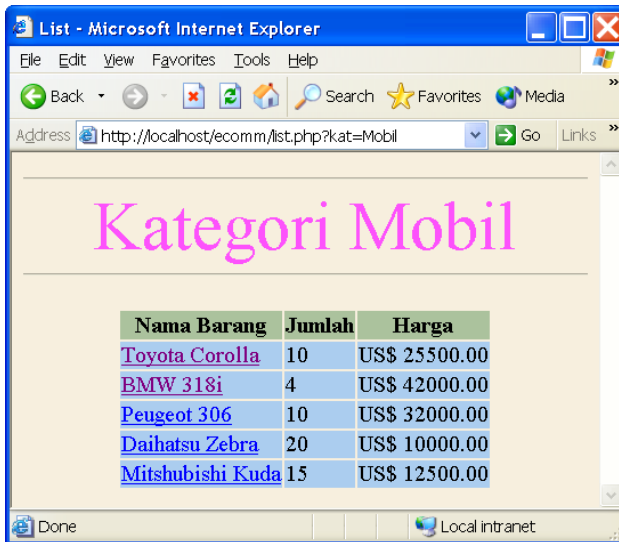 List - Microsoft Internet Explorer
File Edit View Favorites Tools Help
Back Search Favorites Media »
Address http://localhost/ecomm/list.php?kat=Mobil Go Links »
Kategori Mobil
Nama Barang Jumlah Harga
Toyota Corolla 10 US$ 25500.00
BMW 318i 4 US$ 42000.00
Peugeot 306 10 US$ 32000.00
Daihatsu Zebra 20 US$ 10000.00
Mitshubishi Kuda 15 US$ 12500.00
Done Local intranet